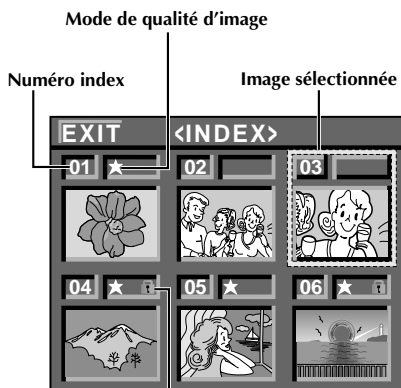 Mode de qualité d’image
Numéro index
Image sélectionnée
EXIT <INDEX>
01 ★ 02 03
04 ★ 05 ★ 06 ★